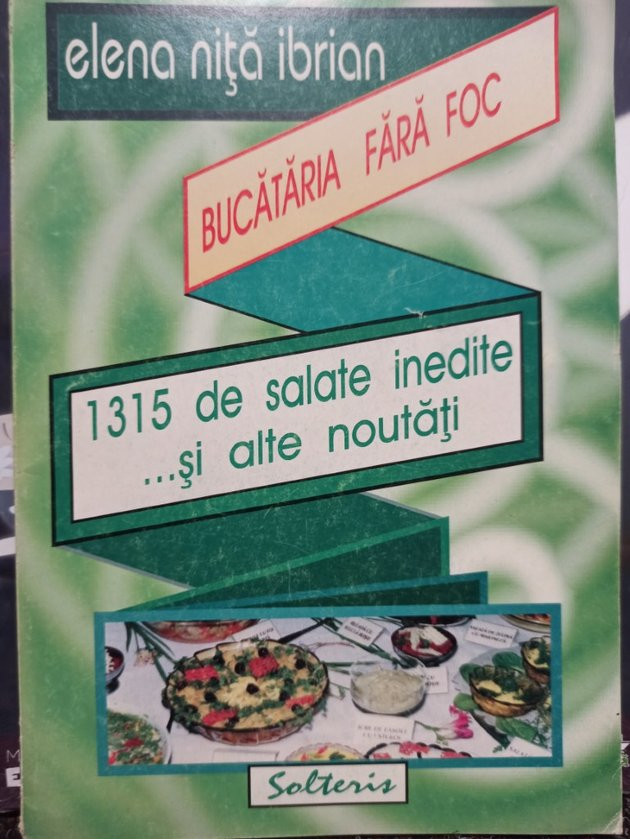 elena niţă ibrian
BUCĂTĂRIA FĂRĂ FOC
1315 de salate inedite
...şi alte noutăţi
Solteris